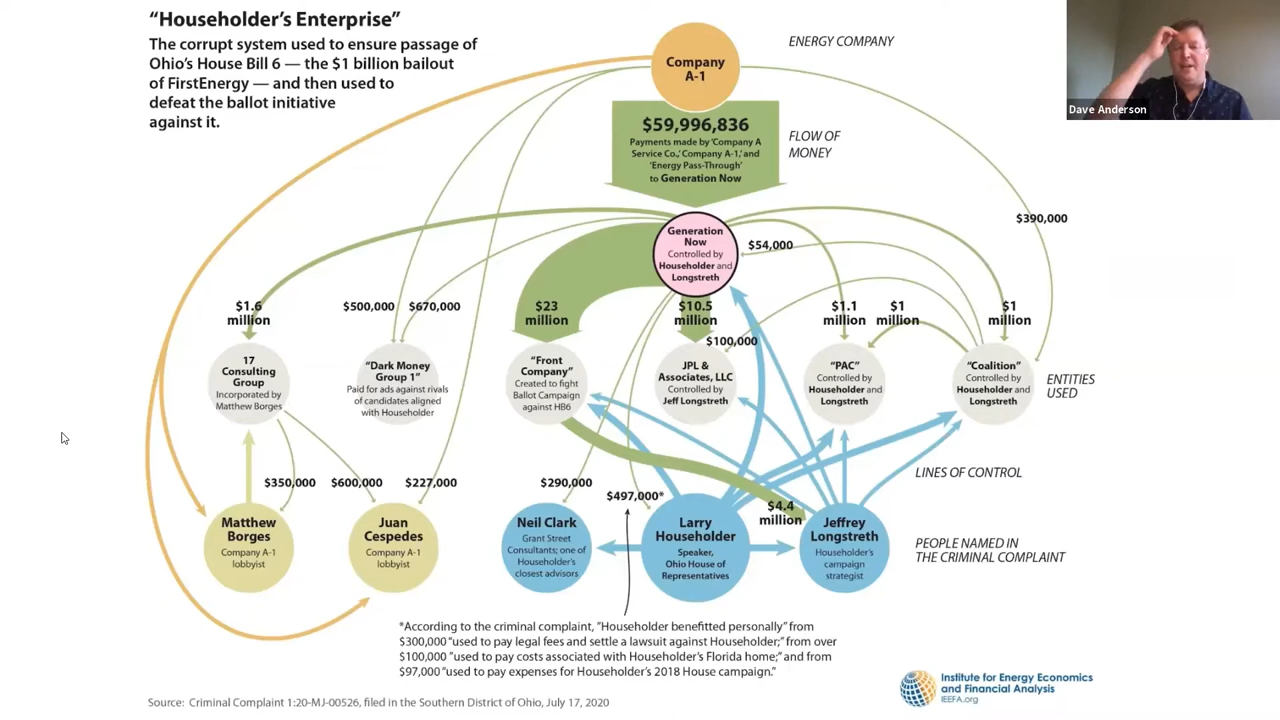 "Householder's Enterprise"
The corrupt system used to ensure passage of
Ohio's House Bill 6 — the $1 billion bailout
of FirstEnergy — and then used to
defeat the ballot initiative
against it.
Company
A-1
ENERGY COMPANY
Dave Anderson
$59,996,836
Payments made by 'Company A
Service Co.,' Company A-1,' and
'Energy Pass-Through'
to Generation Now
FLOW OF
MONEY
$390,000
Generation
Now
Controlled by
Householder and
Longstreth
$54,000
$1.6
million
$500,000
$670,000
$23
million
$10.5
million
$1.1
million
$1
million
$1
million
$100,000
17
Consulting
Group
Incorporated by
Matthew Borges
"Dark Money
Group 1"
Paid for ads against rivals
of candidates aligned
with Householder
"Front
Company"
Created to fight
Ballot Campaign
against HB6
JPL &
Associates, LLC
Controlled by
Jeff Longstreth
"PAC"
Controlled by
Householder and
Longstreth
"Coalition"
Controlled by
Householder and
Longstreth
ENTITIES
USED
LINES OF CONTROL
$350,000
$600,000
$227,000
$290,000
$497,000*
$4.4
million
Matthew
Borges
Company A-1
lobbyist
Juan
Cespedes
Company A-1
lobbyist
Neil Clark
Grant Street
Consultants; one of
Householder's
closest advisors
Larry
Householder
Speaker,
Ohio House of
Representatives
Jeffrey
Longstreth
Householder's
campaign
strategist
PEOPLE NAMED IN
THE CRIMINAL COMPLAINT
*According to the criminal complaint, "Householder benefitted personally" from
$300,000 "used to pay legal fees and settle a lawsuit against Householder;" from over
$100,000 "used to pay costs associated with Householder's Florida home;" and from
$97,000 "used to pay expenses for Householder's 2018 House campaign."
Source: Criminal Complaint 1:20-MJ-00526, filed in the Southern District of Ohio, July 17, 2020
Institute for Energy Economics
and Financial Analysis
IEEFA.org